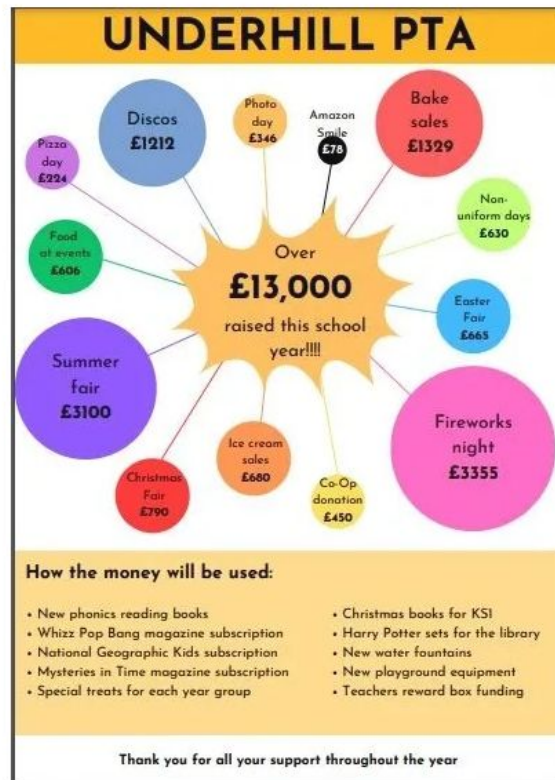 UNDERHILL PTA
Discos
£1212
Photo
day
£346
Amazon
Smile
£78
Bake
sales
£1329
Pizza
day
£224
Non-
uniform days
£630
Food
at events
£606
Over
£13,000
raised this school
year!!!!
Easter
Fair
£665
Summer
fair
£3100
Fireworks
night
£3355
Ice cream
sales
£680
Christmas
Fair
£790
Co-Op
donation
£450
How the money will be used:
• New phonics reading books
• Whizz Pop Bang magazine subscription
• National Geographic Kids subscription
• Mysteries in Time magazine subscription
• Special treats for each year group
• Christmas books for KS1
• Harry Potter sets for the library
• New water fountains
• New playground equipment
• Teachers reward box funding
Thank you for all your support throughout the year